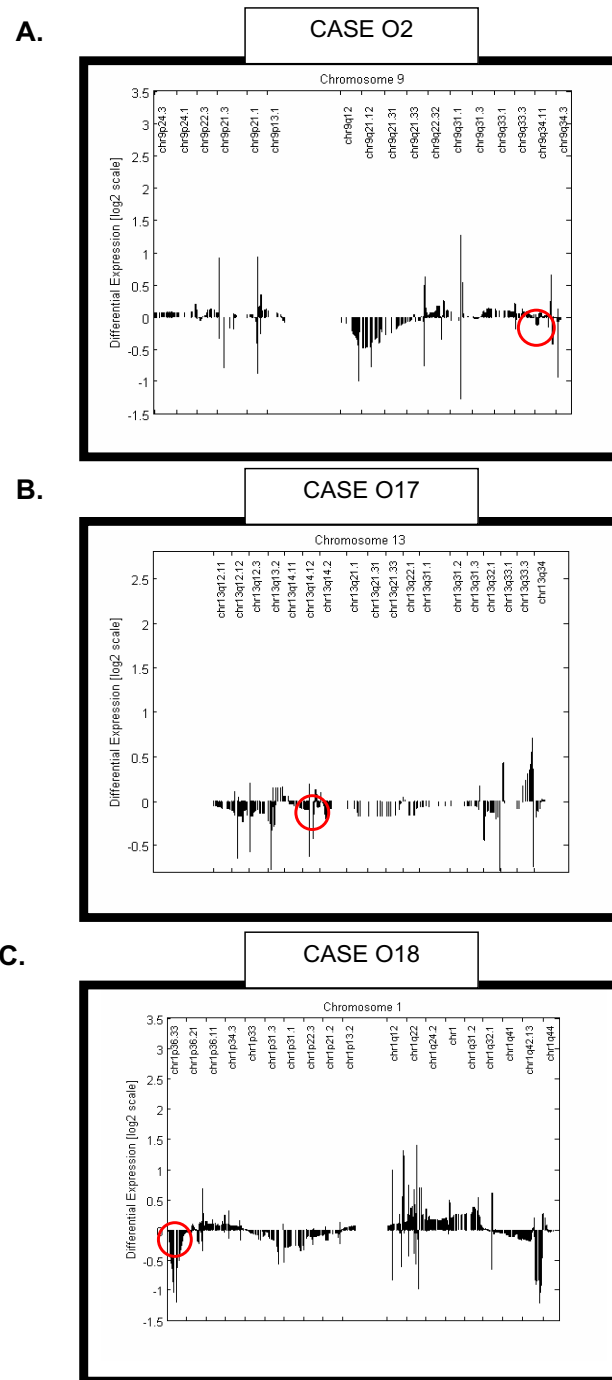 A.
CASE O2
Chromosome 9
Differential Expression [log2 scale]
3.5
3
2.5
2
1.5
1
0.5
0
-0.5
-1
-1.5
chr9p24.3
chr9p24.1
chr9p22.3
chr9p21.3
chr9p21.1
chr9p13.1
chr9q12
chr9q21.12
chr9q21.31
chr9q21.33
chr9q22.32
chr9q31.1
chr9q31.3
chr9q33.1
chr9q33.3
chr9q34.11
chr9q34.3
B.
CASE O17
Chromosome 13
Differential Expression [log2 scale]
2.5
2
1.5
1
0.5
0
-0.5
chr13q12.11
chr13q12.12
chr13q12.3
chr13q13.2
chr13q14.11
chr13q14.12
chr13q14.2
chr13q21.1
chr13q21.31
chr13q21.33
chr13q22.1
chr13q31.1
chr13q31.2
chr13q31.3
chr13q32.1
chr13q33.1
chr13q33.3
chr13q34
C.
CASE O18
Chromosome 1
Differential Expression [log2 scale]
3.5
3
2.5
2
1.5
1
0.5
0
-0.5
-1
-1.5
chr1p36.33
chr1p36.21
chr1p36.11
chr1p34.3
chr1p33
chr1p31.3
chr1p31.1
chr1p22.3
chr1p21.2
chr1p13.2
chr1q12
chr1q22
chr1q24.2
chr1
chr1q31.2
chr1q32.1
chr1q41
chr1q42.13
chr1q44